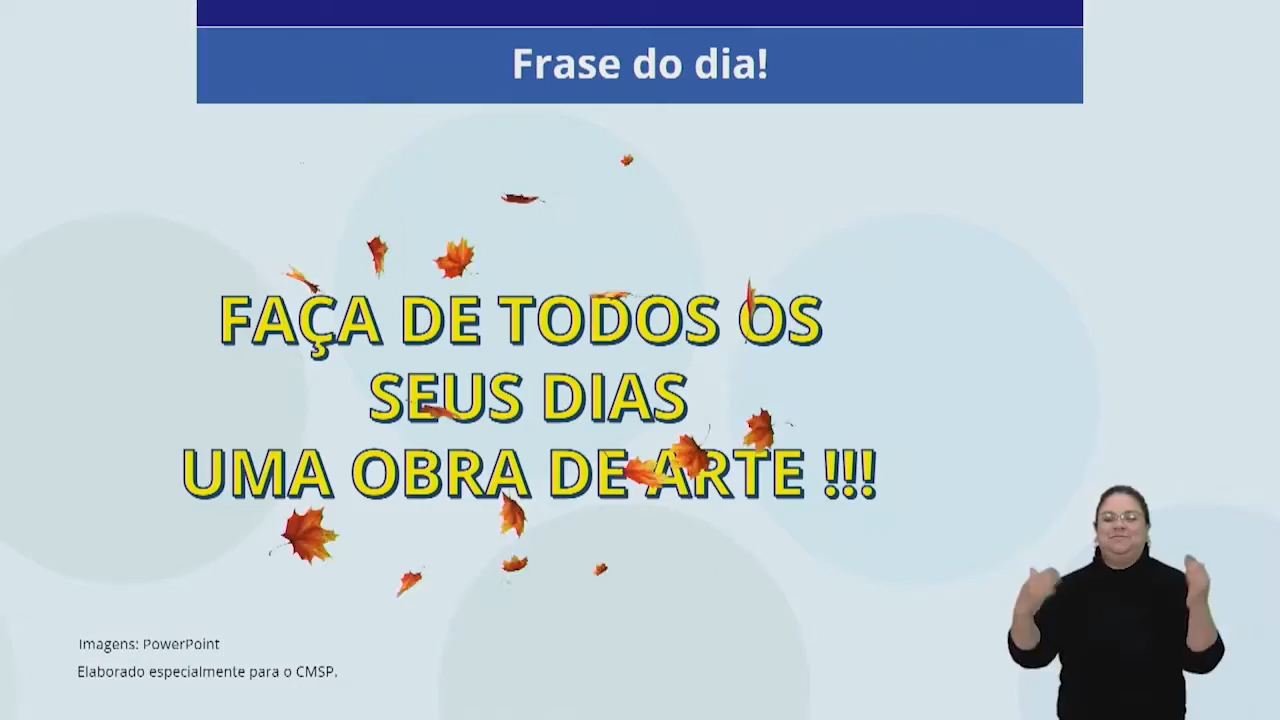 Frase do dia!
FAÇA DE TODOS OS
SEUS DIAS
UMA OBRA DE ARTE !!!
Imagens: PowerPoint
Elaborado especialmente para o CMSP.